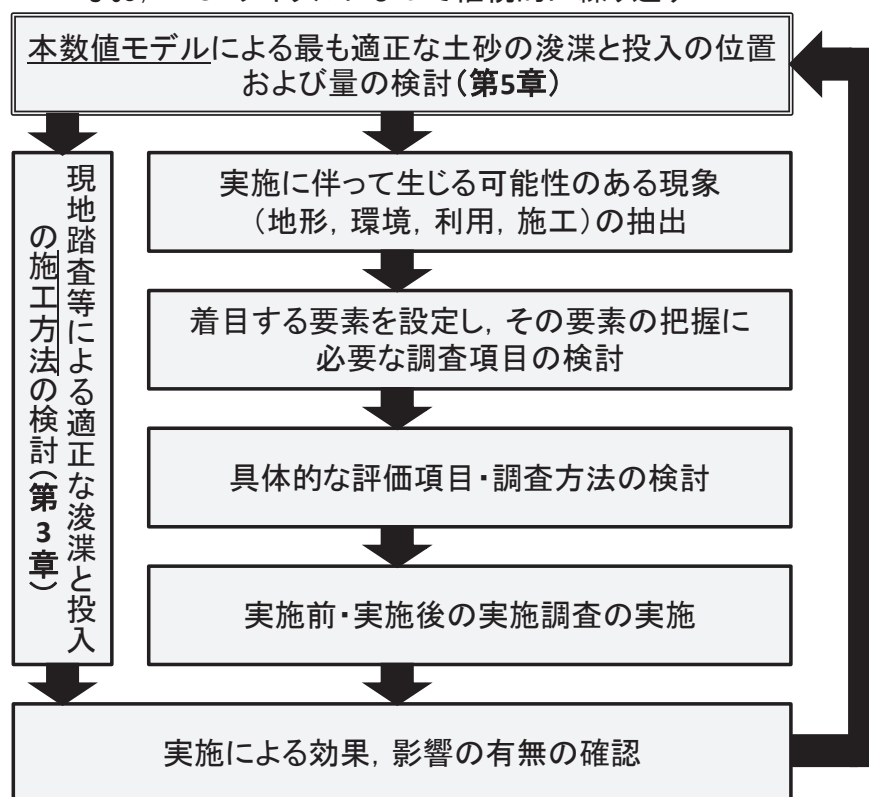 本数値モデルによる最も適正な土砂の浚渫と投入の位置
および量の検討(第5章)
現地踏査等による適正な浚渫と投入
の施工方法の検討(第3章)
実施に伴って生じる可能性のある現象
(地形，環境，利用，施工)の抽出
着目する要素を設定し，その要素の把握に
必要な調査項目の検討
具体的な評価項目・調査方法の検討
実施前・実施後の実施調査の実施
実施による効果，影響の有無の確認